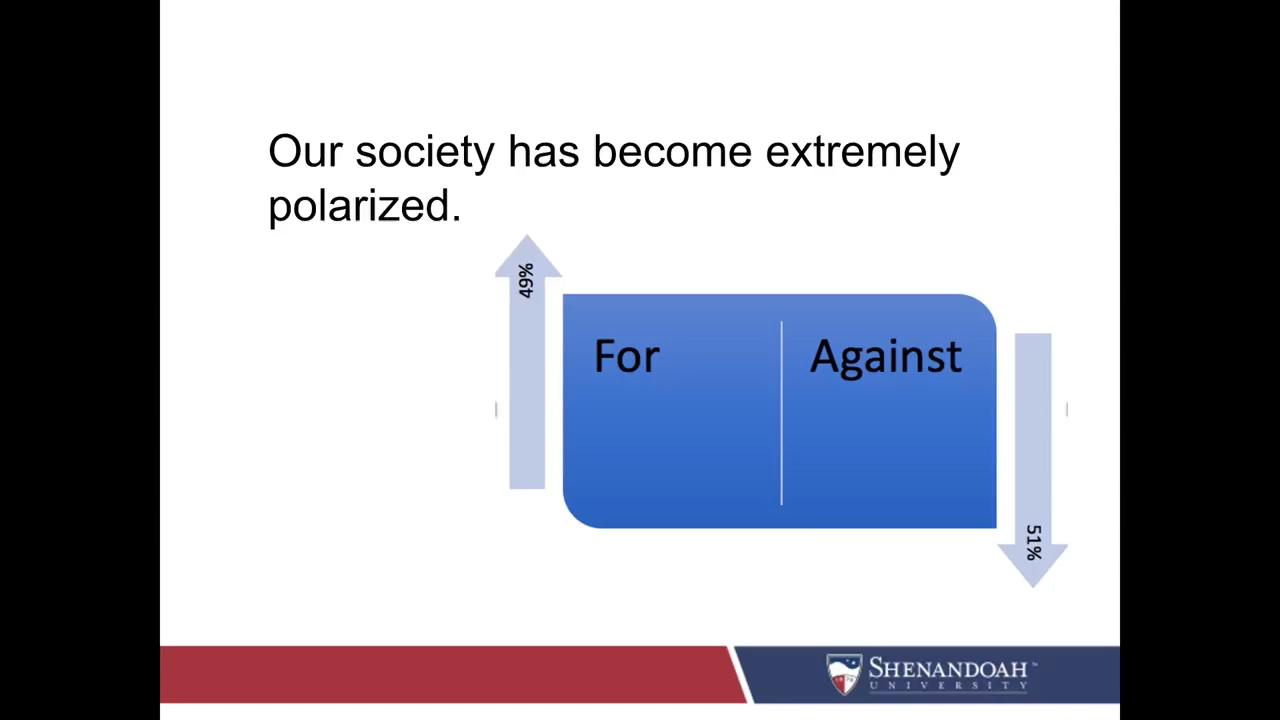 Our society has become extremely
polarized.
49%
For
Against
51%
SHENANDOAH
UNIVERSITY